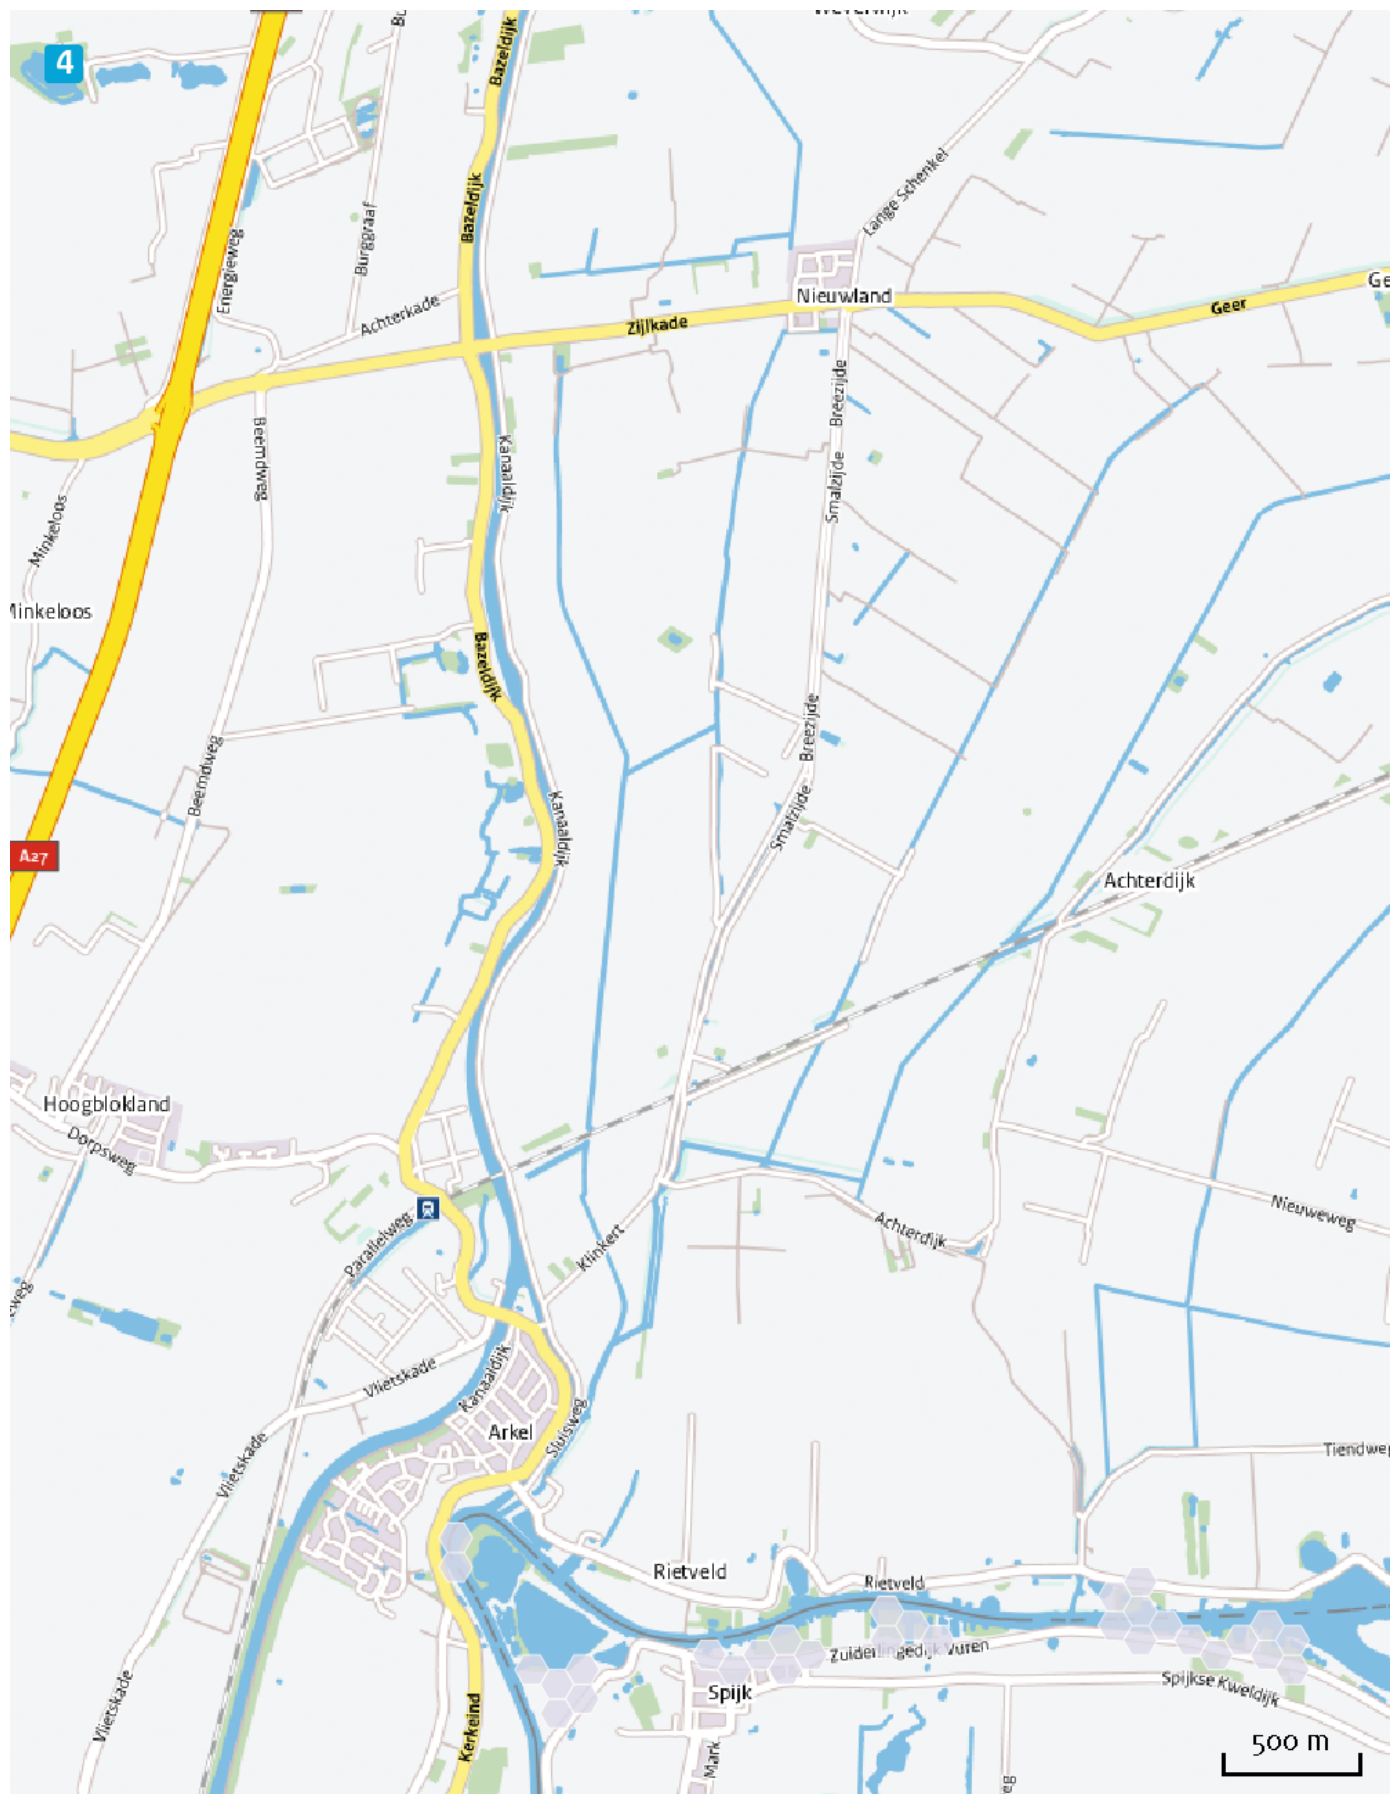 4
Bazeldijk
Bazeldijk
Lange Schenkel
Energieweg
Burggraaf
Achterkade
Nieuwland
Geer
Zijlkade
Beemdweg
Kanaaldijk
Smalzijde
Breezijde
Minkeloos
Minkeloos
Bazeldijk
Beemdweg
Smalzijde
Breezijde
Kanaaldijk
A27
Achterdijk
Hoogblokland
Dorpsweg
Parallelweg
Klinkert
Achterdijk
Nieuweweg
Vlietskade
Kanaaldijk
Arkel
Sluisweg
Vlietskade
Tiendweg
Rietveld
Rietveld
Zuiderlingedijk Vuren
Spijk
Spijkse Kweldijk
Vlietskade
Kerkeind
Mark
500 m